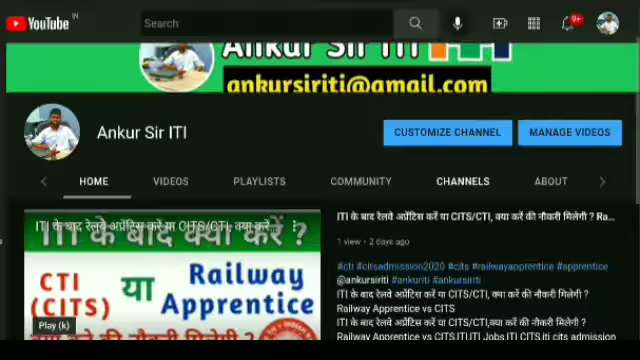 YouTube IN
Search
9+
Ankur Sir ITI
ankursiriti@gmail.com
Ankur Sir ITI
CUSTOMIZE CHANNEL
MANAGE VIDEOS
HOME VIDEOS PLAYLISTS COMMUNITY CHANNELS ABOUT
ITI के बाद रेलवे अप्रेंटिस करें या CITS/CTI, क्या करें...
ITI के बाद क्या करें ?
CTI
(CITS)
या
Railway
Apprentice
Play (k)
क्या करें की नौकरी मिलेगी ?
ITI के बाद रेलवे अप्रेंटिस करें या CITS/CTI, क्या करें की नौकरी मिलेगी ? Ra...
1 view • 2 days ago
#cti #citsadmission2020 #cits #railwayapprentice #apprentice
@ankursiriti #ankuriti #ankursirriti
ITI के बाद रेलवे अप्रेंटिस करें या CITS/CTI, क्या करें की नौकरी मिलेगी ?
Railway Apprentice vs CITS
ITI के बाद रेलवे अप्रेंटिस करें या CITS/CTI,क्या करें की नौकरी मिलेगी ?
Railway Apprentice vs CITS,ITI,ITI Jobs,ITI CITS,iti cits admission